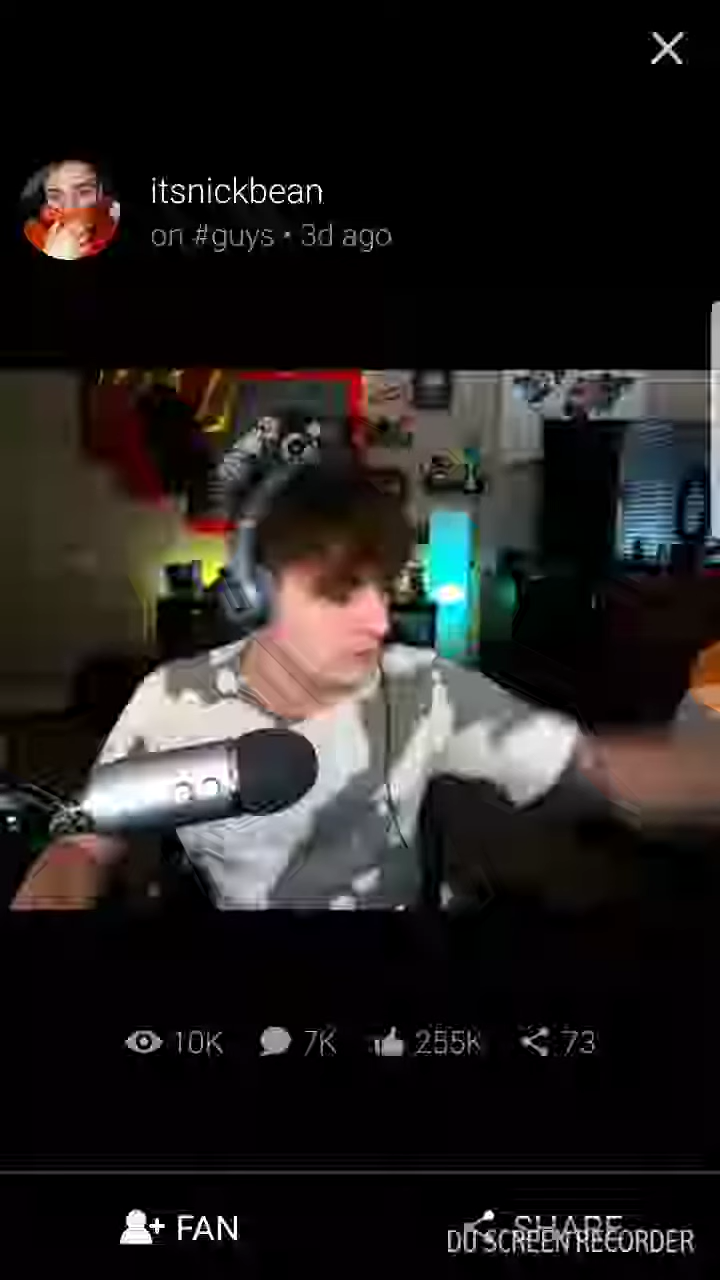 itsnickbean
on #guys • 3d ago
10K 7K 255K 73
FAN
SHARE
DU SCREEN RECORDER